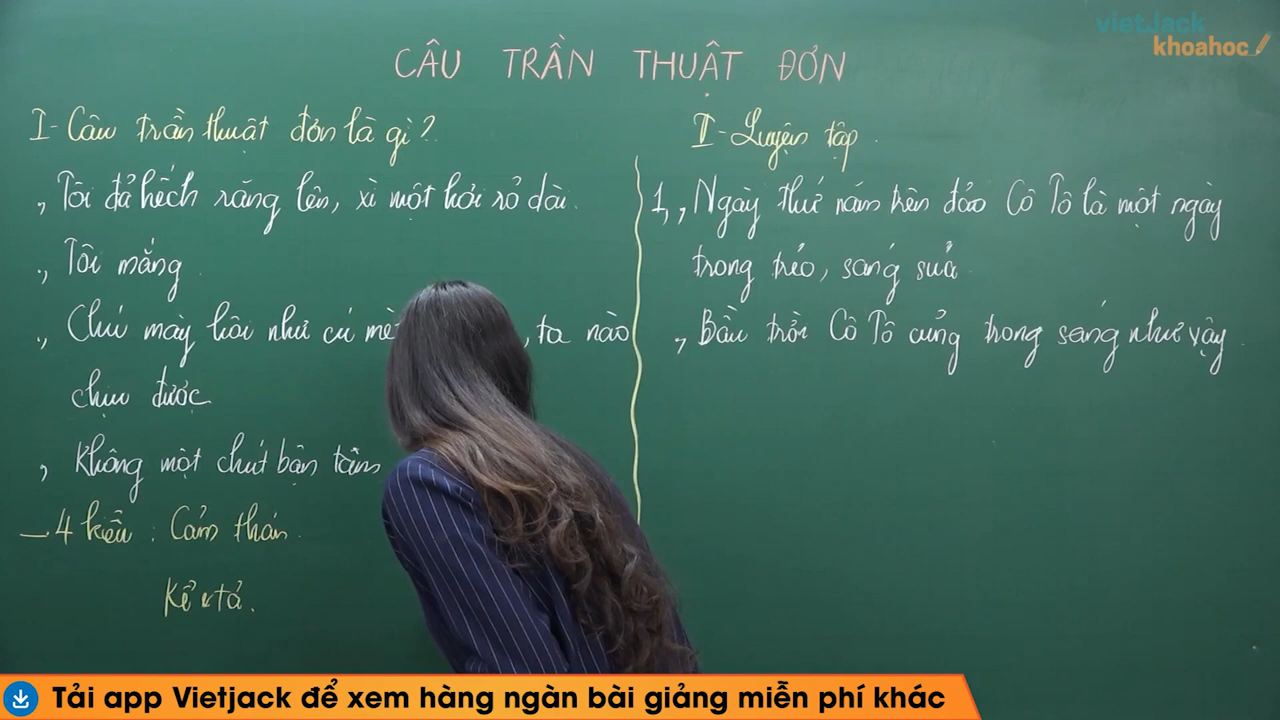 vietjack
khoahoc
CÂU TRẦN THUẬT ĐƠN
I- Câu trần thuật đơn là gì?
, Tôi đã hếch răng lên, xì một hơi rõ dài.
, Tôi mắng.
, Chú mày hôi như cú mè , ta nào
chịu được
, Không một chút bận tâm
- 4 kiểu : Cảm thán.
Kể & tả.
II- Luyện tập.
1, , Ngày thứ năm trên đảo Cô Tô là một ngày
trong trẻo, sáng sủa.
, Bầu trời Cô Tô cũng trong sáng như vậy.
Tải app Vietjack để xem hàng ngàn bài giảng miễn phí khác